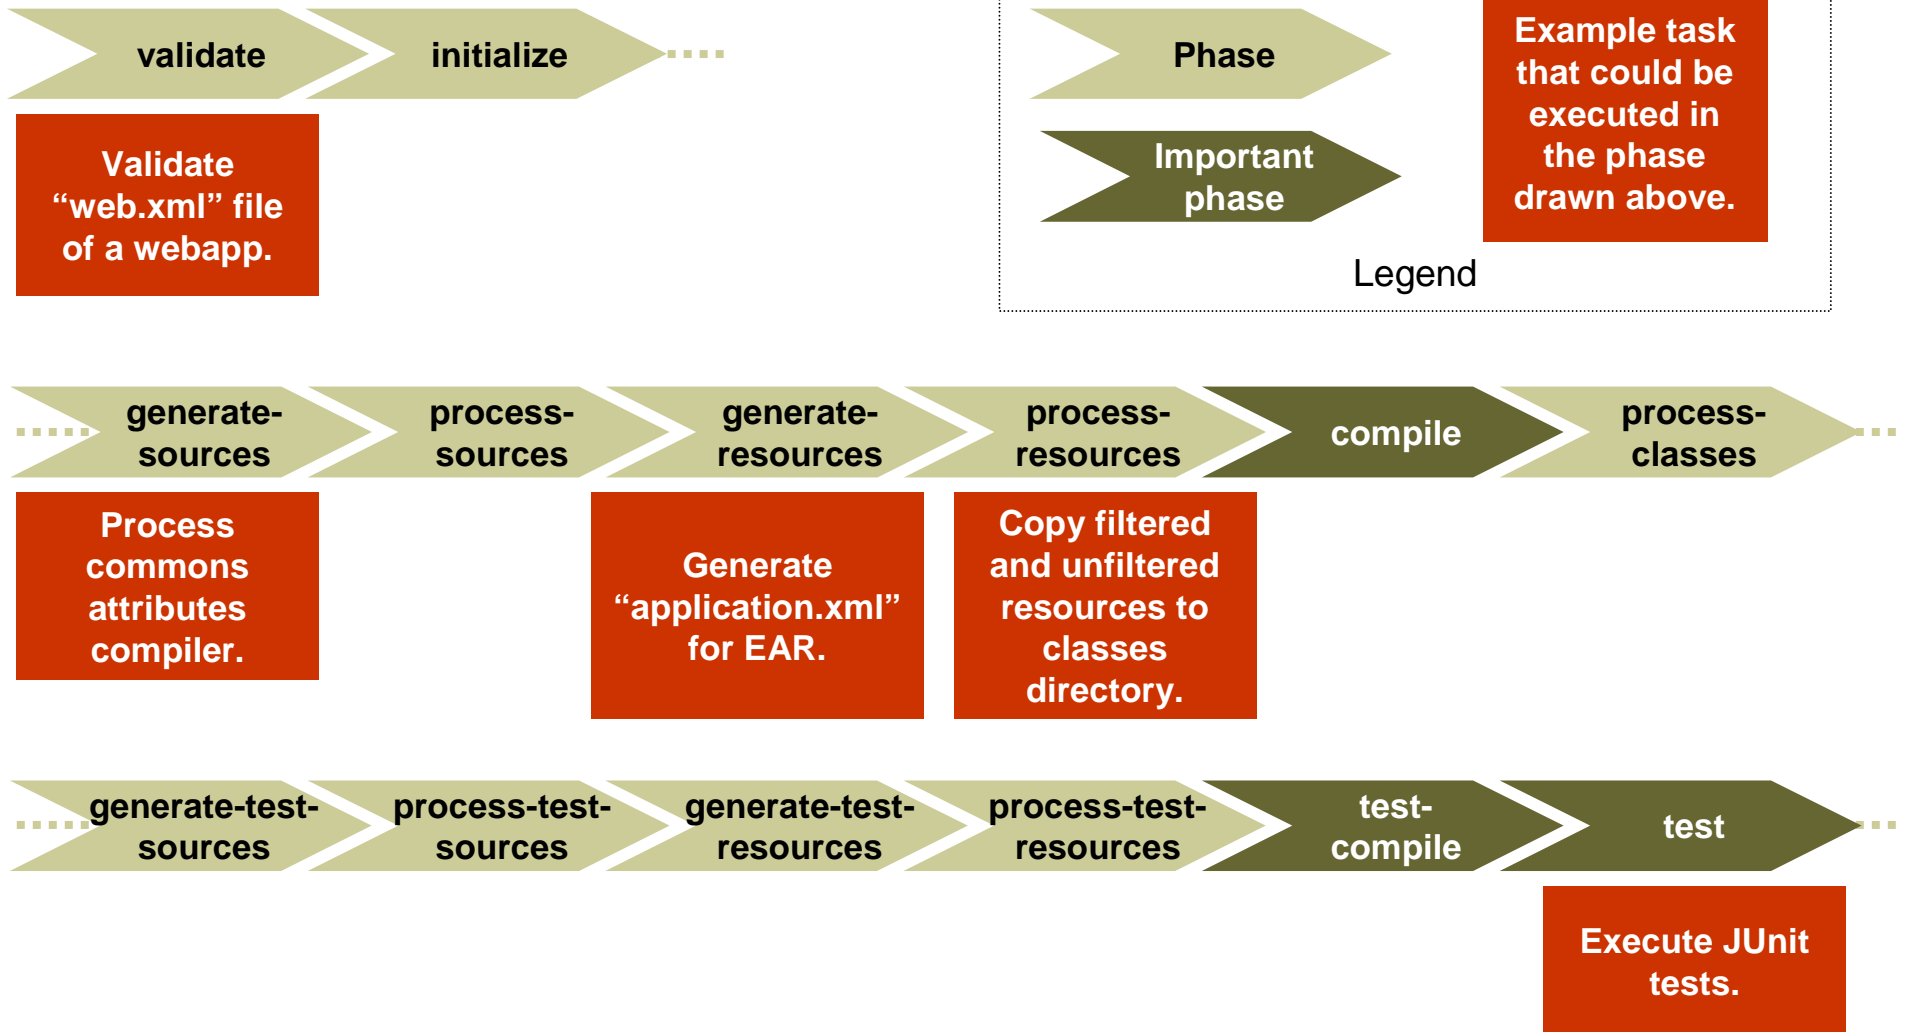 validate
initialize
Phase
Example task
that could be
executed in
the phase
drawn above.
Important
phase
Legend
Validate
“web.xml” file
of a webapp.
generate-
sources
process-
sources
generate-
resources
process-
resources
compile
process-
classes
Process
commons
attributes
compiler.
Generate
“application.xml”
for EAR.
Copy filtered
and unfiltered
resources to
classes
directory.
generate-test-
sources
process-test-
sources
generate-test-
resources
process-test-
resources
test-
compile
test
Execute JUnit
tests.